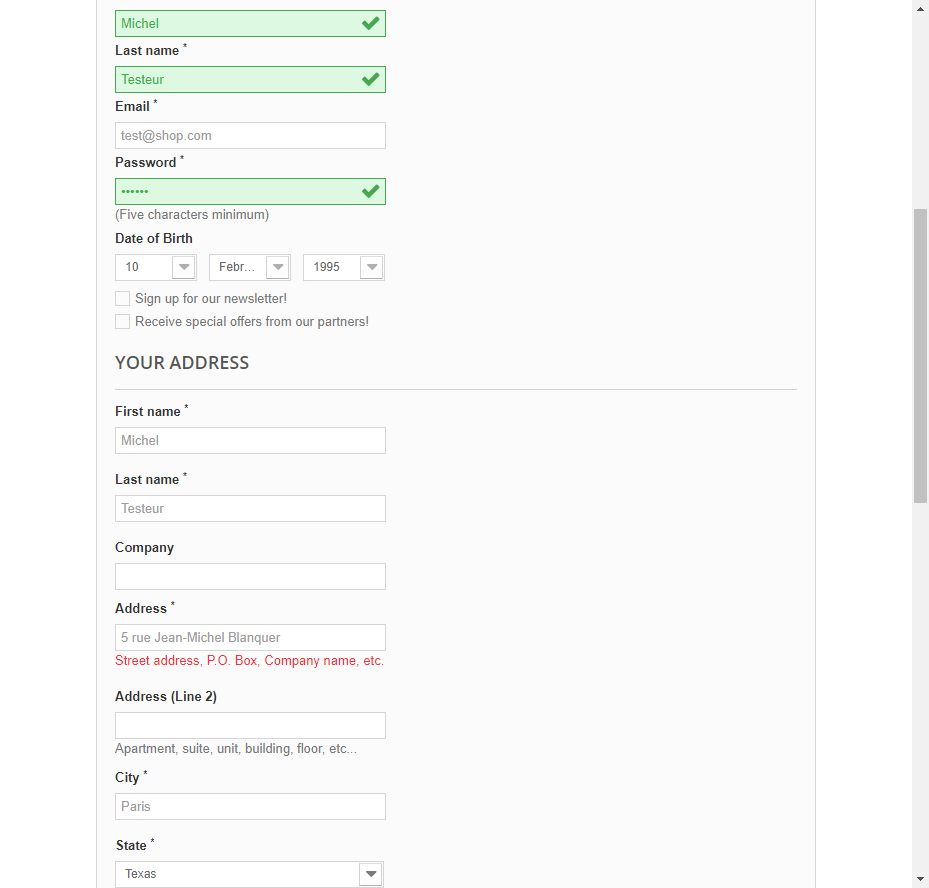 Michel
Last name *
Testeur
Email *
test@shop.com
Password *
••••••
(Five characters minimum)
Date of Birth
10 Febr... 1995
Sign up for our newsletter!
Receive special offers from our partners!
YOUR ADDRESS
First name *
Michel
Last name *
Testeur
Company
Address *
5 rue Jean-Michel Blanquer
Street address, P.O. Box, Company name, etc.
Address (Line 2)
Apartment, suite, unit, building, floor, etc...
City *
Paris
State *
Texas